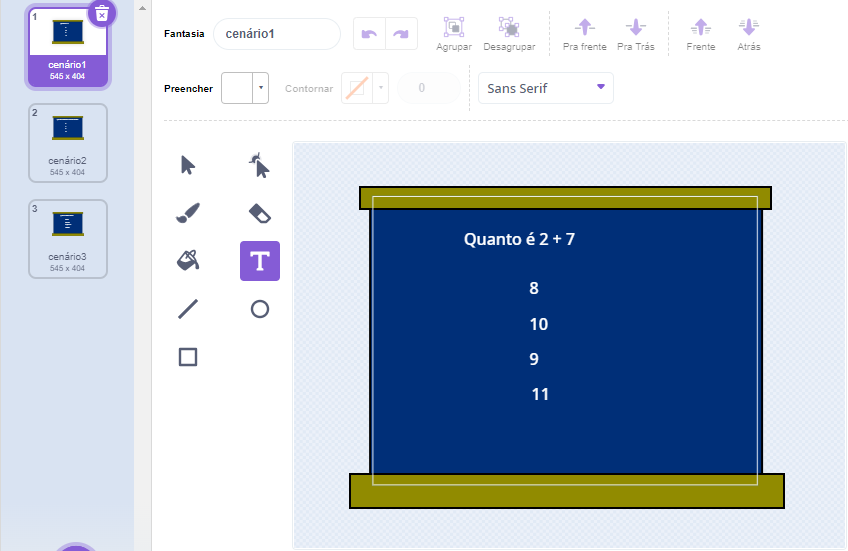 1
cenário1
545 x 404
2
cenário2
545 x 404
3
cenário3
545 x 404
Fantasia
cenário1
Agrupar
Desagrupar
Pra frente
Pra Trás
Frente
Atrás
Preencher
Contornar
0
Sans Serif
T
Quanto é 2 + 7
8
10
9
11